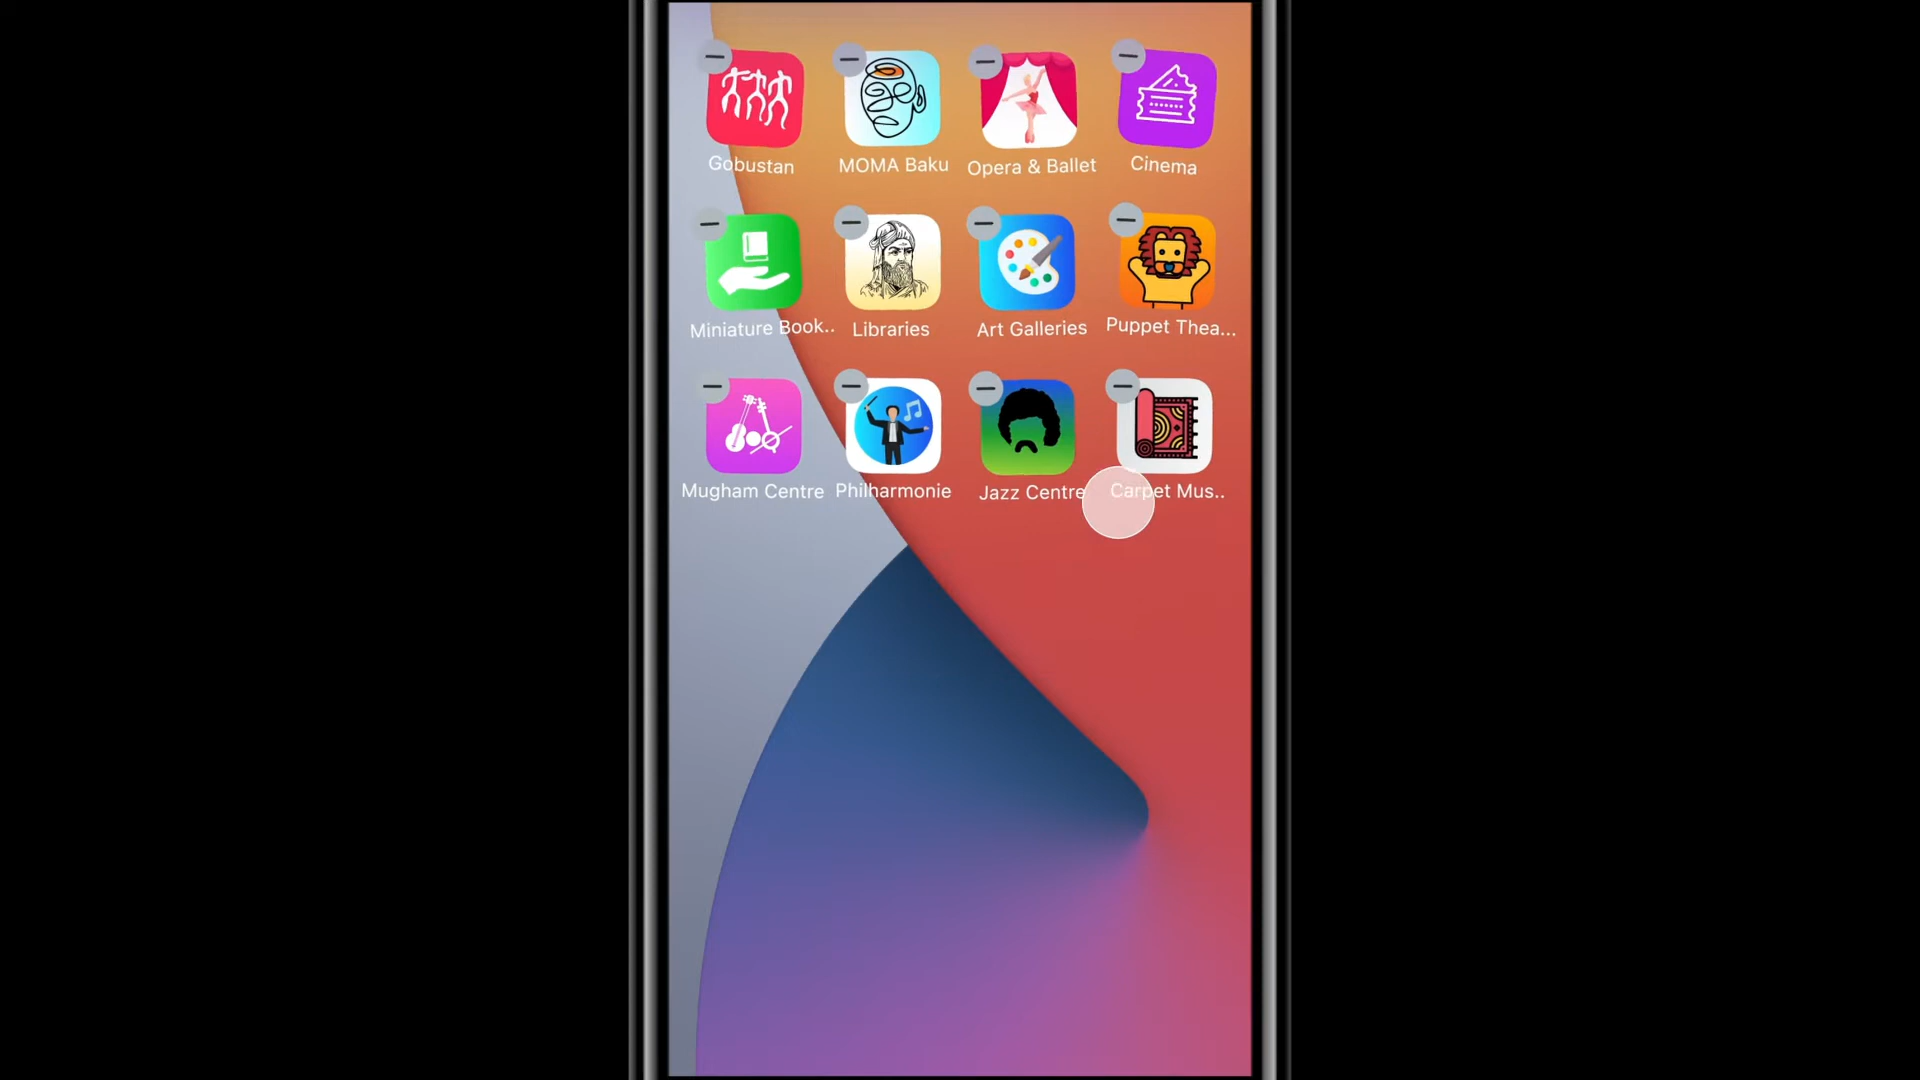 Gobustan
MOMA Baku
Opera & Ballet
Cinema
Miniature Book..
Libraries
Art Galleries
Puppet Thea...
Mugham Centre
Philharmonie
Jazz Centre
Carpet Mus..